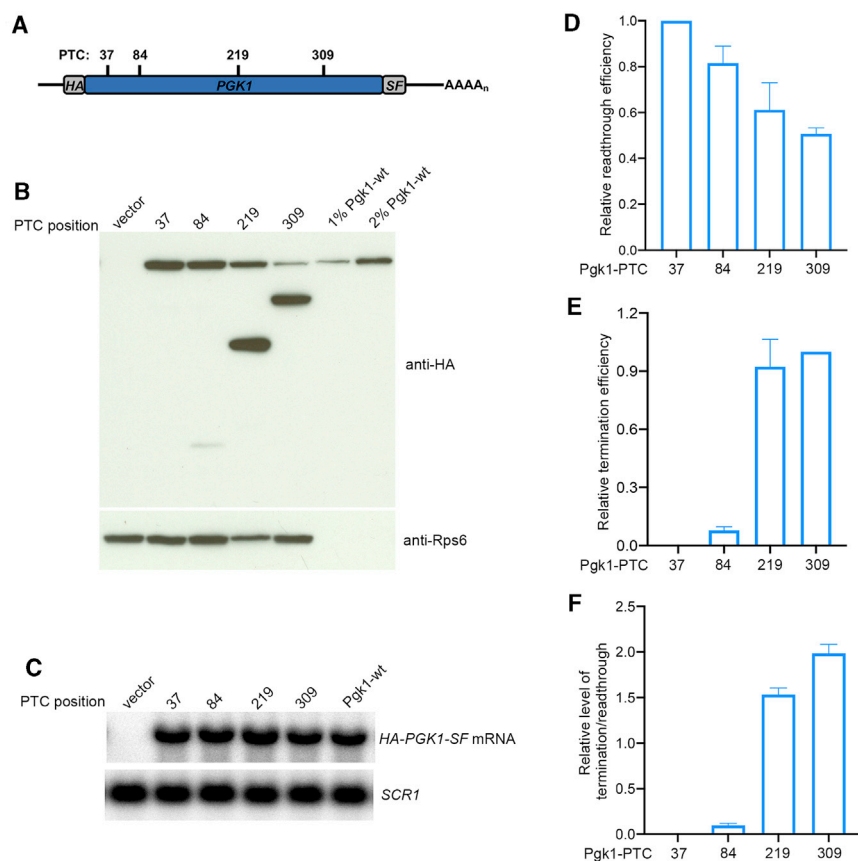 A
PTC: 37 84 219 309
HA PGK1 SF AAAAn
B
PTC position vector 37 84 219 309 1% Pgk1-wt 2% Pgk1-wt
anti-HA
anti-Rps6
C
PTC position vector 37 84 219 309 Pgk1-wt
HA-PGK1-SF mRNA
SCR1
D
Relative readthrough efficiency
1.0
0.8
0.6
0.4
0.2
0.0
Pgk1-PTC 37 84 219 309
E
Relative termination efficiency
1.2
0.9
0.6
0.3
0.0
Pgk1-PTC 37 84 219 309
F
Relative level of
termination/readthrough
2.5
2.0
1.5
1.0
0.5
0.0
Pgk1-PTC 37 84 219 309